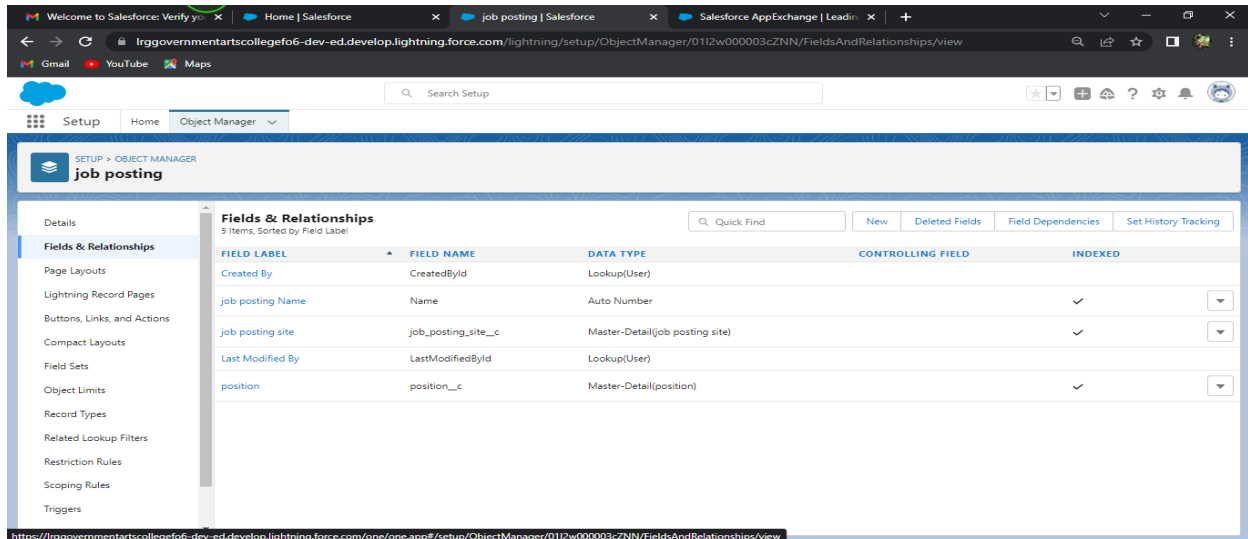 Welcome to Salesforce: Verify yo
Home | Salesforce
job posting | Salesforce
Salesforce AppExchange | Leadin
lrggovernmentartscollegefo6-dev-ed.develop.lightning.force.com/lightning/setup/ObjectManager/01I2w000003cZNN/FieldsAndRelationships/view
Gmail YouTube Maps
Search Setup
Setup Home Object Manager
SETUP > OBJECT MANAGER
job posting
Details
Fields & Relationships
Page Layouts
Lightning Record Pages
Buttons, Links, and Actions
Compact Layouts
Field Sets
Object Limits
Record Types
Related Lookup Filters
Restriction Rules
Scoping Rules
Triggers
Fields & Relationships
5 Items, Sorted by Field Label
Quick Find
New Deleted Fields Field Dependencies Set History Tracking
FIELD LABEL FIELD NAME DATA TYPE CONTROLLING FIELD INDEXED
Created By CreatedById Lookup(User)
job posting Name Name Auto Number
job posting site job_posting_site__c Master-Detail(job posting site)
Last Modified By LastModifiedById Lookup(User)
position position__c Master-Detail(position)
https://lrggovernmentartscollegefo6-dev-ed.develop.lightning.force.com/one/one.app#/setup/ObjectManager/01I2w000003cZNN/FieldsAndRelationships/view